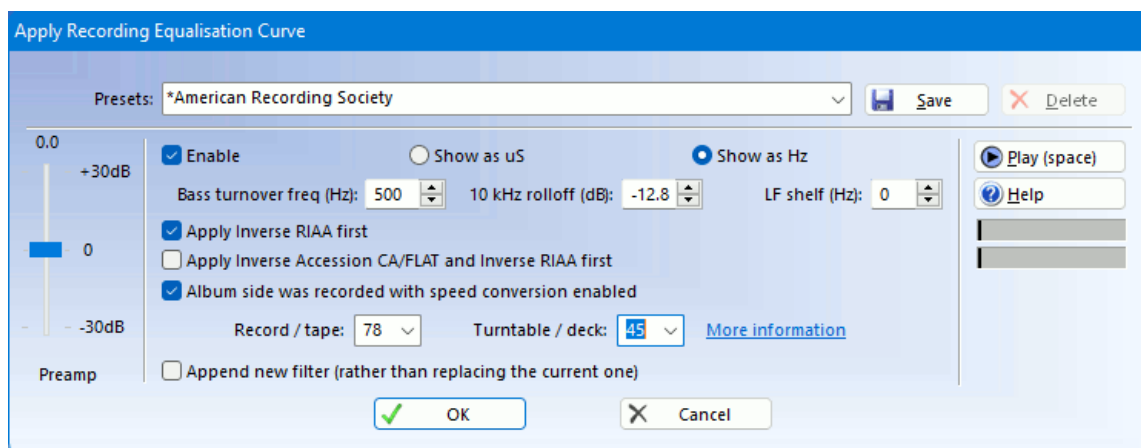 Apply Recording Equalisation Curve
Presets: *American Recording Society Save Delete
0.0
+30dB
0
-30dB
Preamp
Enable Show as uS Show as Hz
Bass turnover freq (Hz): 500 10 kHz rolloff (dB): -12.8 LF shelf (Hz): 0
Apply Inverse RIAA first
Apply Inverse Accession CA/FLAT and Inverse RIAA first
Album side was recorded with speed conversion enabled
Record / tape: 78 Turntable / deck: 45 More information
Append new filter (rather than replacing the current one)
Play (space)
Help
OK Cancel